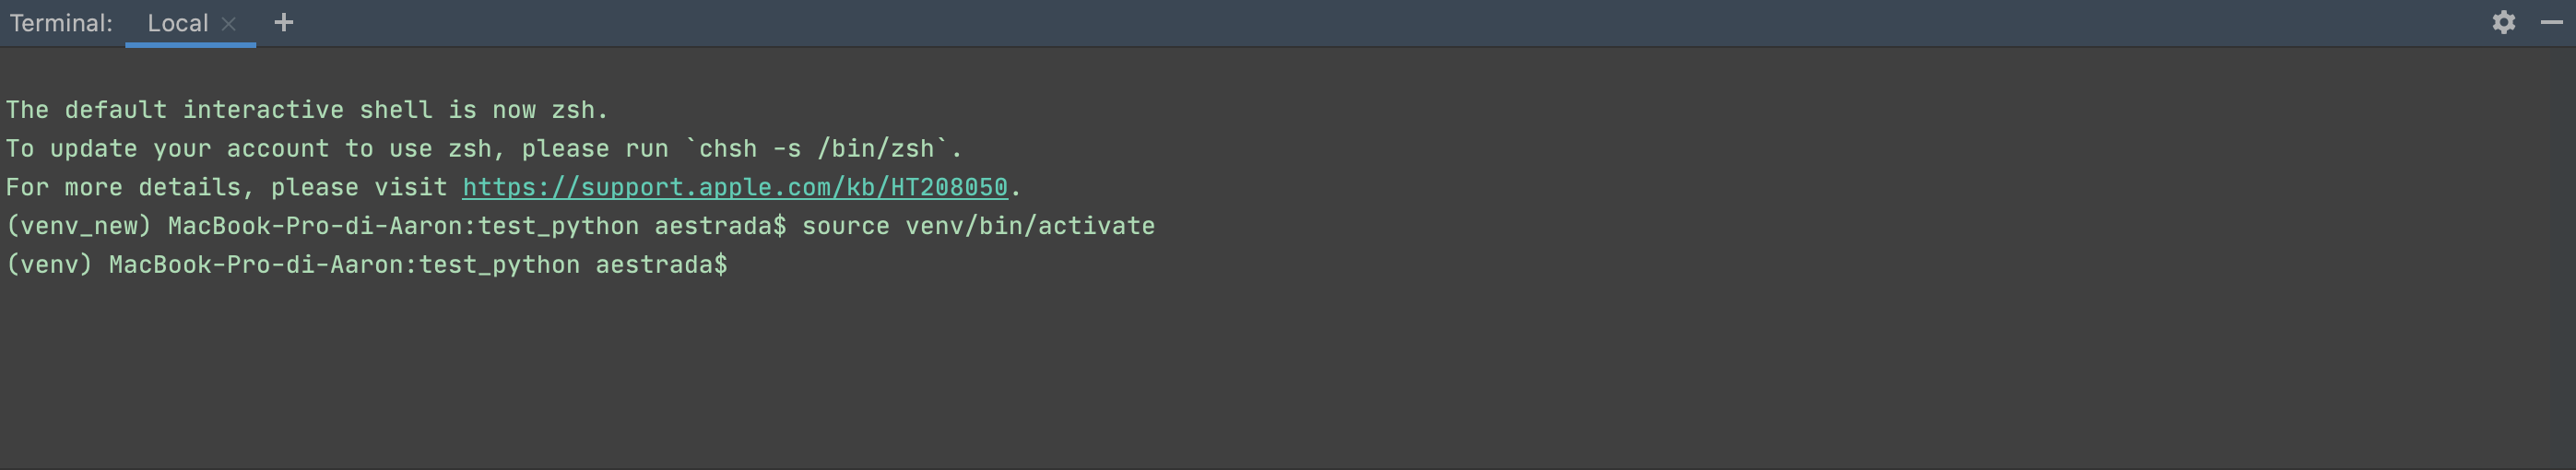 Terminal: Local
The default interactive shell is now zsh.
To update your account to use zsh, please run `chsh -s /bin/zsh`.
For more details, please visit https://support.apple.com/kb/HT208050.
(venv_new) MacBook-Pro-di-Aaron:test_python aestrada$ source venv/bin/activate
(venv) MacBook-Pro-di-Aaron:test_python aestrada$